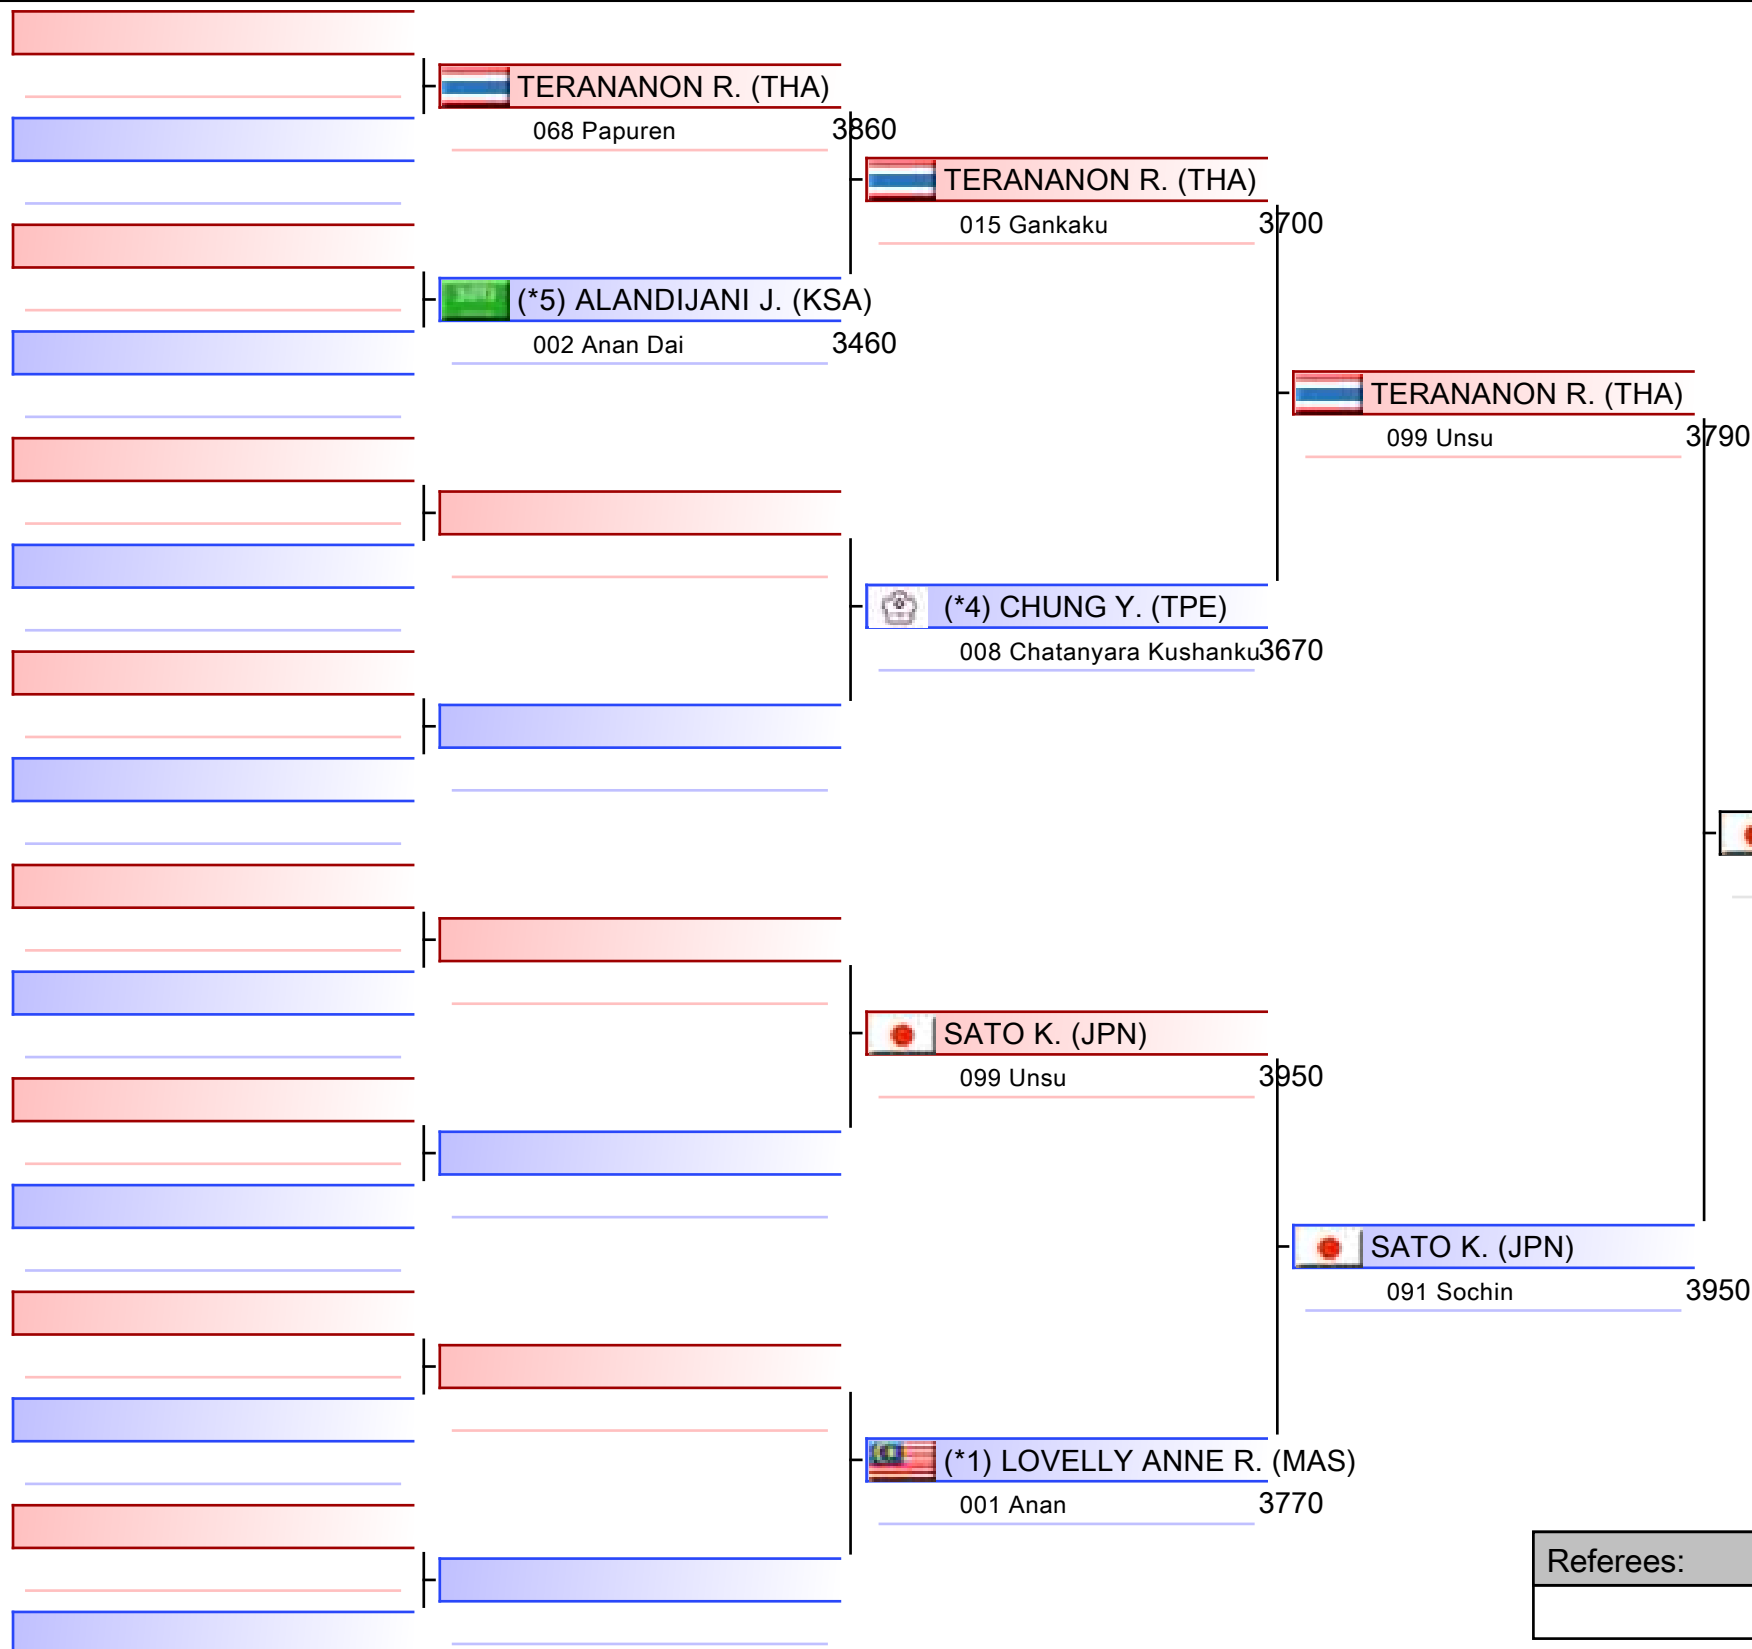 TERANANON R. (THA)
068 Papuren 3860
TERANANON R. (THA)
015 Gankaku 3700
(*5) ALANDIJANI J. (KSA)
002 Anan Dai 3460
TERANANON R. (THA)
099 Unsu 3790
(*4) CHUNG Y. (TPE)
008 Chatanyara Kushanku 3670
SATO K. (JPN)
099 Unsu 3950
SATO K. (JPN)
091 Sochin 3950
(*1) LOVELLY ANNE R. (MAS)
001 Anan 3770
Referees: